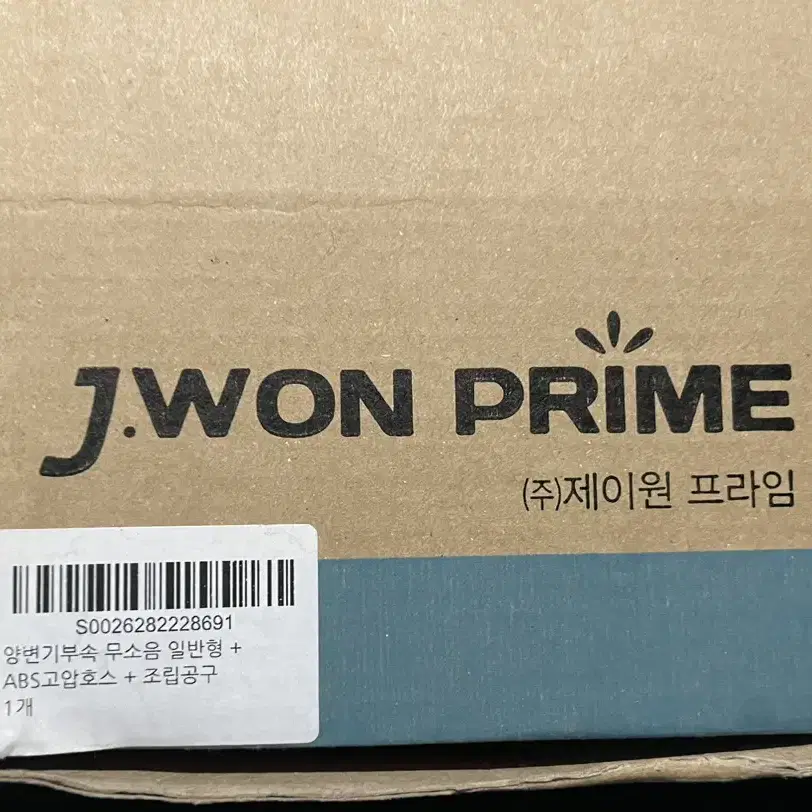 J.WON PRIME
(주)제이원 프라임
S0026282228691
양변기부속 무소음 일반형 +
ABS고압호스 + 조립공구
1개